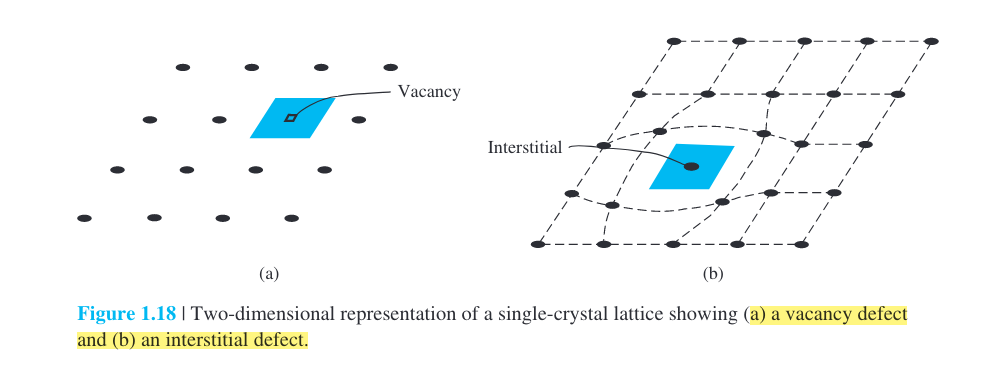 Vacancy
Interstitial
(a)
(b)
Figure 1.18 | Two-dimensional representation of a single-crystal lattice showing (a) a vacancy defect
and (b) an interstitial defect.